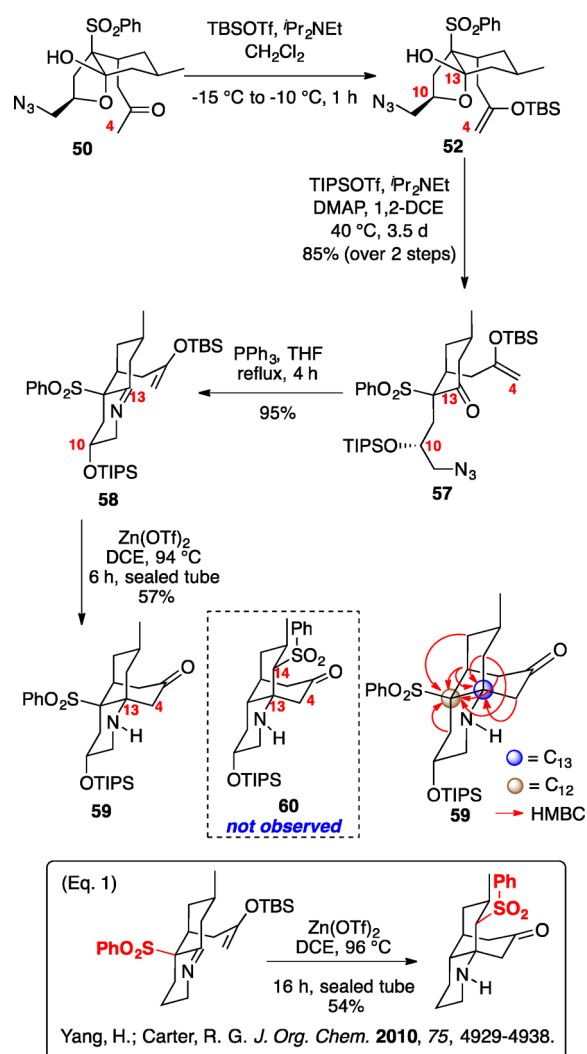 SO₂Ph
HO
N₃
O
O
4
50
TBSOTf, ⁱPr₂NEt
CH₂Cl₂
-15 °C to -10 °C, 1 h
SO₂Ph
HO
13
10
N₃
O
OTBS
4
52
TIPSOTf, ⁱPr₂NEt
DMAP, 1,2-DCE
40 °C, 3.5 d
85% (over 2 steps)
OTBS
PhO₂S
13
N
10
OTIPS
58
PPh₃, THF
reflux, 4 h
95%
OTBS
4
PhO₂S
13
O
TIPSO
10
N₃
57
Zn(OTf)₂
DCE, 94 °C
6 h, sealed tube
57%
O
PhO₂S
13
4
N
H
OTIPS
59
Ph
S
O₂
14
O
13
4
N
H
OTIPS
60
not observed
O
PhO₂S
N
H
OTIPS
59
= C₁₃
= C₁₂
HMBC
(Eq. 1)
OTBS
PhO₂S
N
Zn(OTf)₂
DCE, 96 °C
16 h, sealed tube
54%
Ph
S
O₂
O
N
H
Yang, H.; Carter, R. G. J. Org. Chem. 2010, 75, 4929-4938.